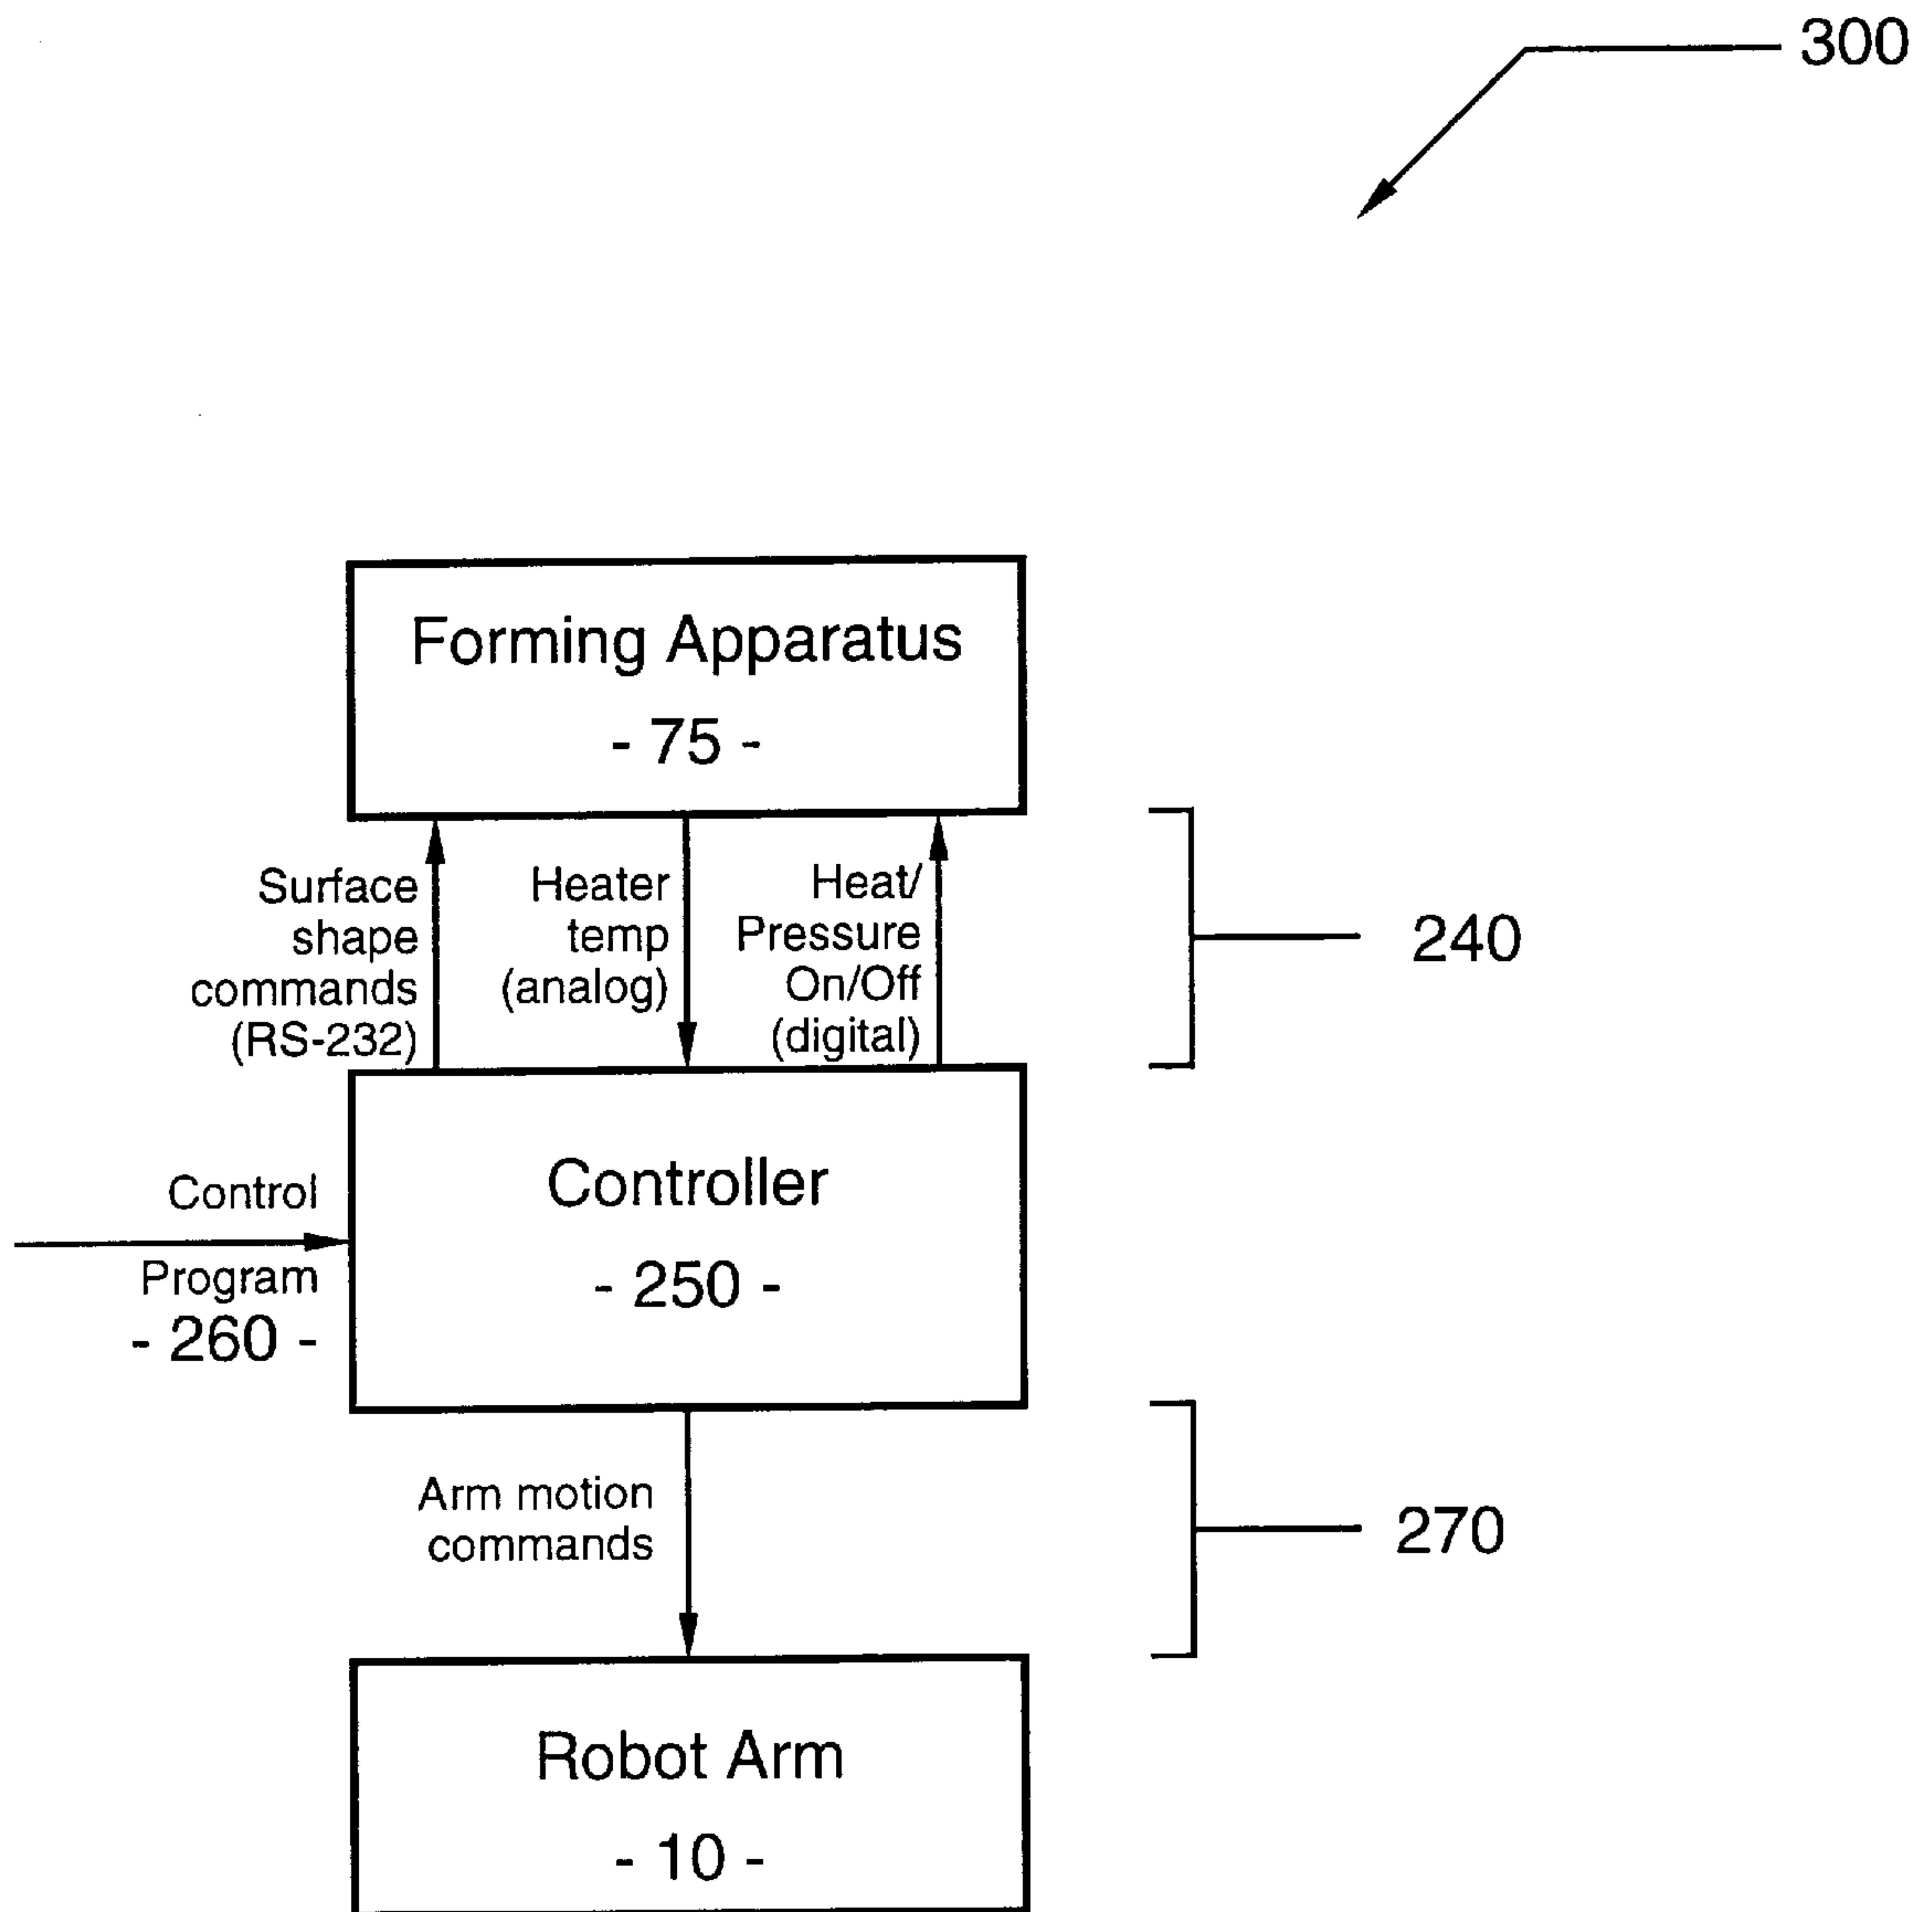 300
Forming Apparatus
- 75 -
Surface
shape
commands
(RS-232)
Heater
temp
(analog)
Heat/
Pressure
On/Off
(digital)
240
Control
Program
- 260 -
Controller
- 250 -
Arm motion
commands
270
Robot Arm
- 10 -